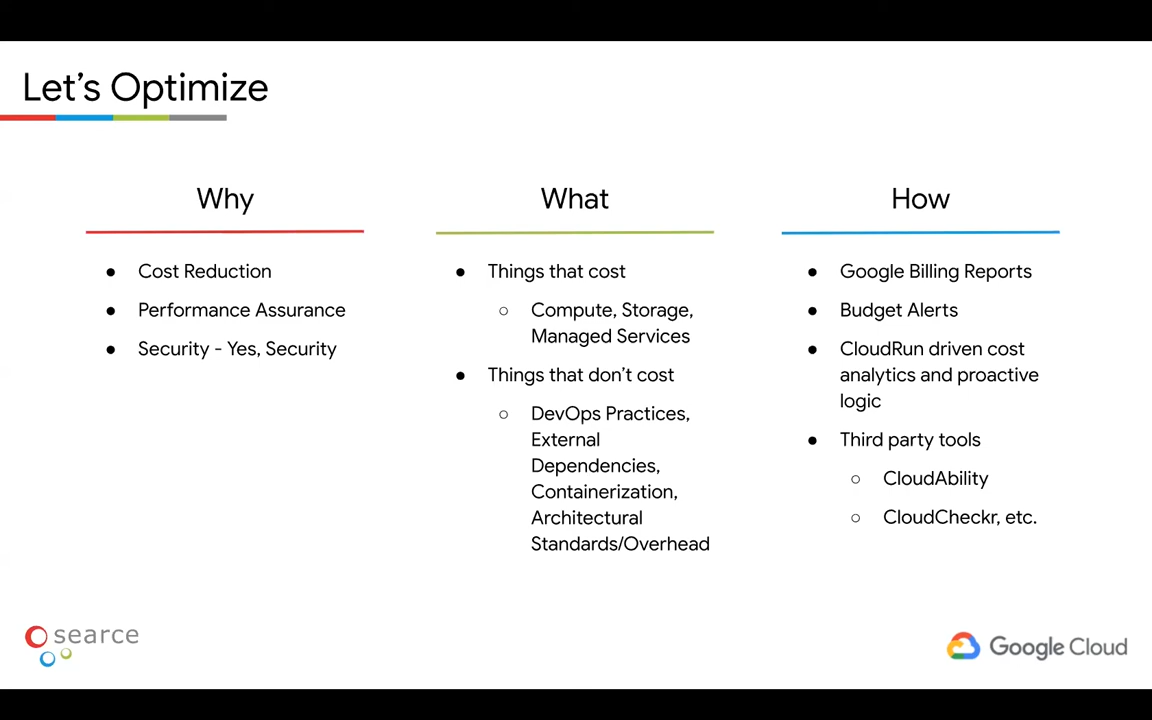 Let's Optimize
Why
● Cost Reduction
● Performance Assurance
● Security - Yes, Security
What
● Things that cost
○ Compute, Storage,
Managed Services
● Things that don't cost
○ DevOps Practices,
External
Dependencies,
Containerization,
Architectural
Standards/Overhead
How
● Google Billing Reports
● Budget Alerts
● CloudRun driven cost
analytics and proactive
logic
● Third party tools
○ CloudAbility
○ CloudCheckr, etc.
searce
Google Cloud